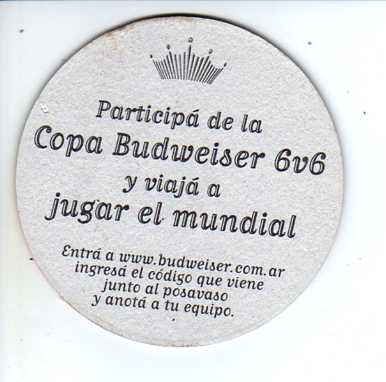 Participá de la
Copa Budweiser 6v6
y viajá a
jugar el mundial
Entrá a www.budweiser.com.ar
ingresá el código que viene
junto al posavaso
y anotá a tu equipo.